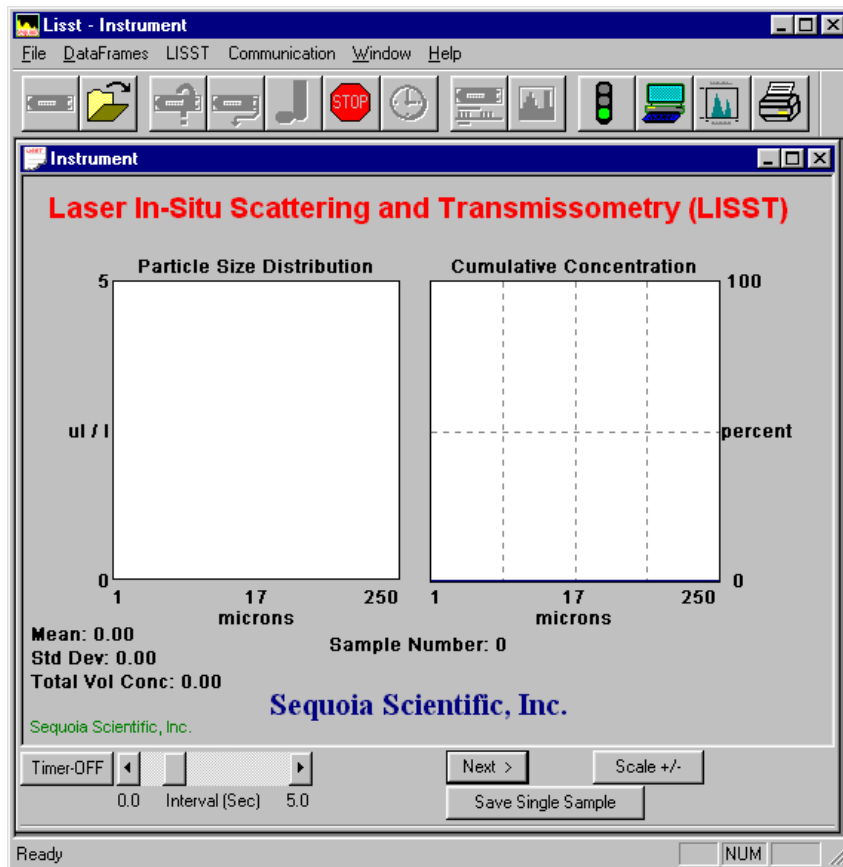 Lisst - Instrument
File DataFrames LISST Communication Window Help
STOP
Instrument
Laser In-Situ Scattering and Transmissometry (LISST)
Particle Size Distribution
Cumulative Concentration
5
100
ul / l
percent
0
0
1 17 250
1 17 250
microns
microns
Mean: 0.00
Sample Number: 0
Std Dev: 0.00
Total Vol Conc: 0.00
Sequoia Scientific, Inc.
Sequoia Scientific, Inc.
Timer-OFF
Next >
Scale +/-
0.0 Interval (Sec) 5.0
Save Single Sample
Ready
NUM